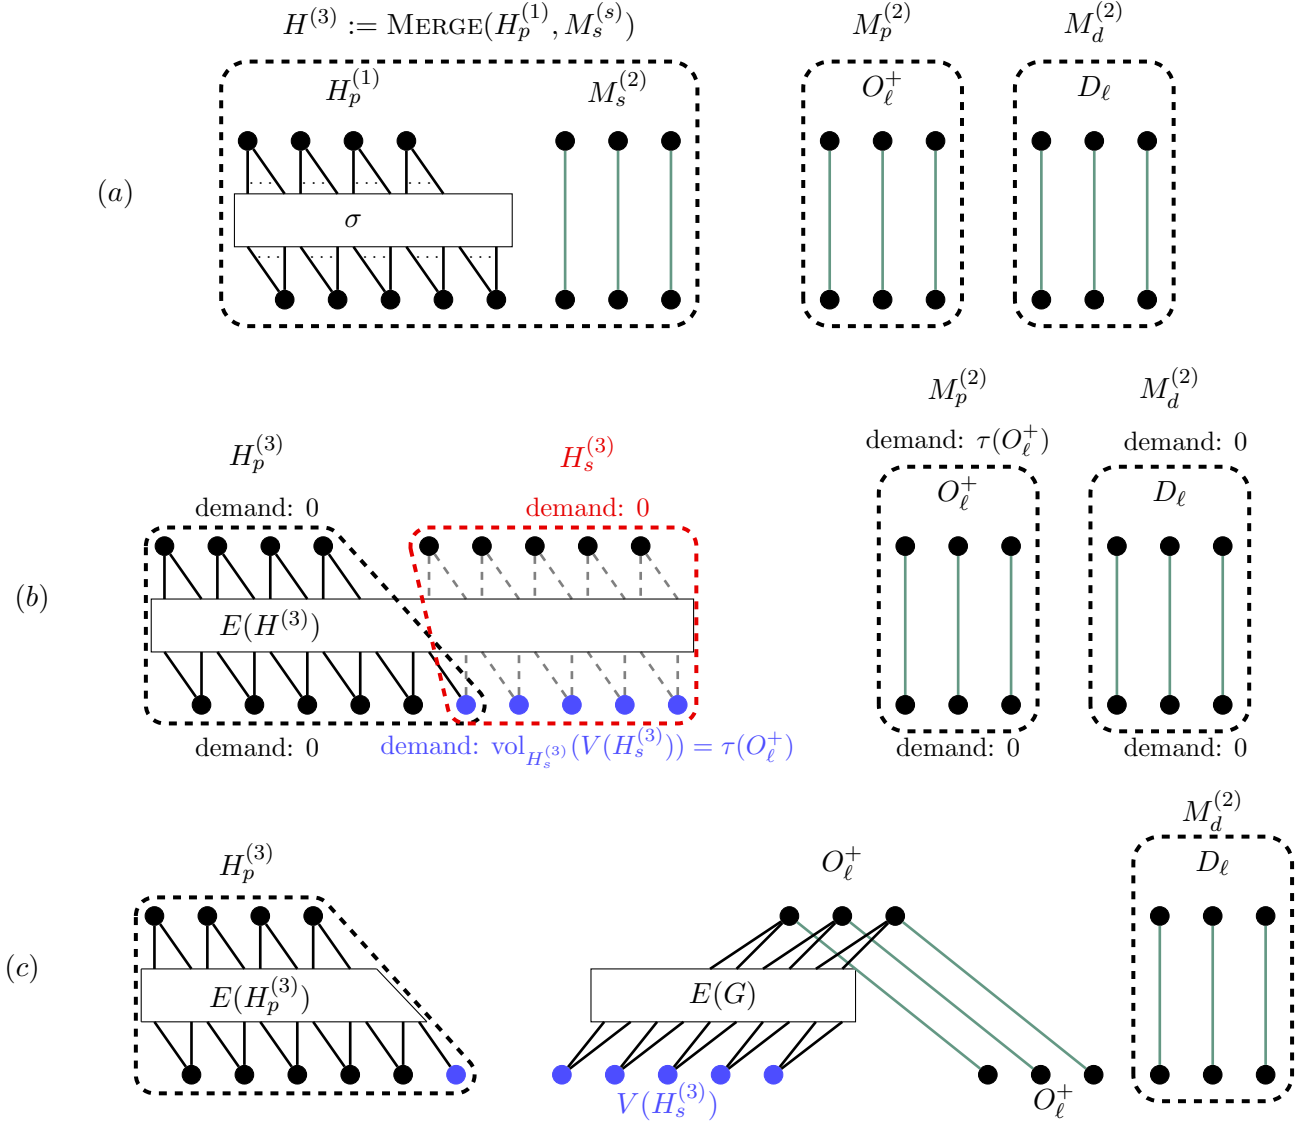 H^{(3)} := MERGE(H_p^{(1)}, M_s^{(s)})
M_p^{(2)}
M_d^{(2)}
H_p^{(1)}
M_s^{(2)}
O_ℓ^+
D_ℓ
...
...
...
...
(a)
σ
...
...
...
...
...
M_p^{(2)}
M_d^{(2)}
H_p^{(3)}
H_s^{(3)}
demand: τ(O_ℓ^+)
demand: 0
demand: 0
demand: 0
O_ℓ^+
D_ℓ
(b)
E(H^{(3)})
demand: 0
demand: vol_{H_s^{(3)}}(V(H_s^{(3)})) = τ(O_ℓ^+)
demand: 0
demand: 0
M_d^{(2)}
H_p^{(3)}
O_ℓ^+
D_ℓ
(c)
E(H_p^{(3)})
E(G)
V(H_s^{(3)})
O_ℓ^+